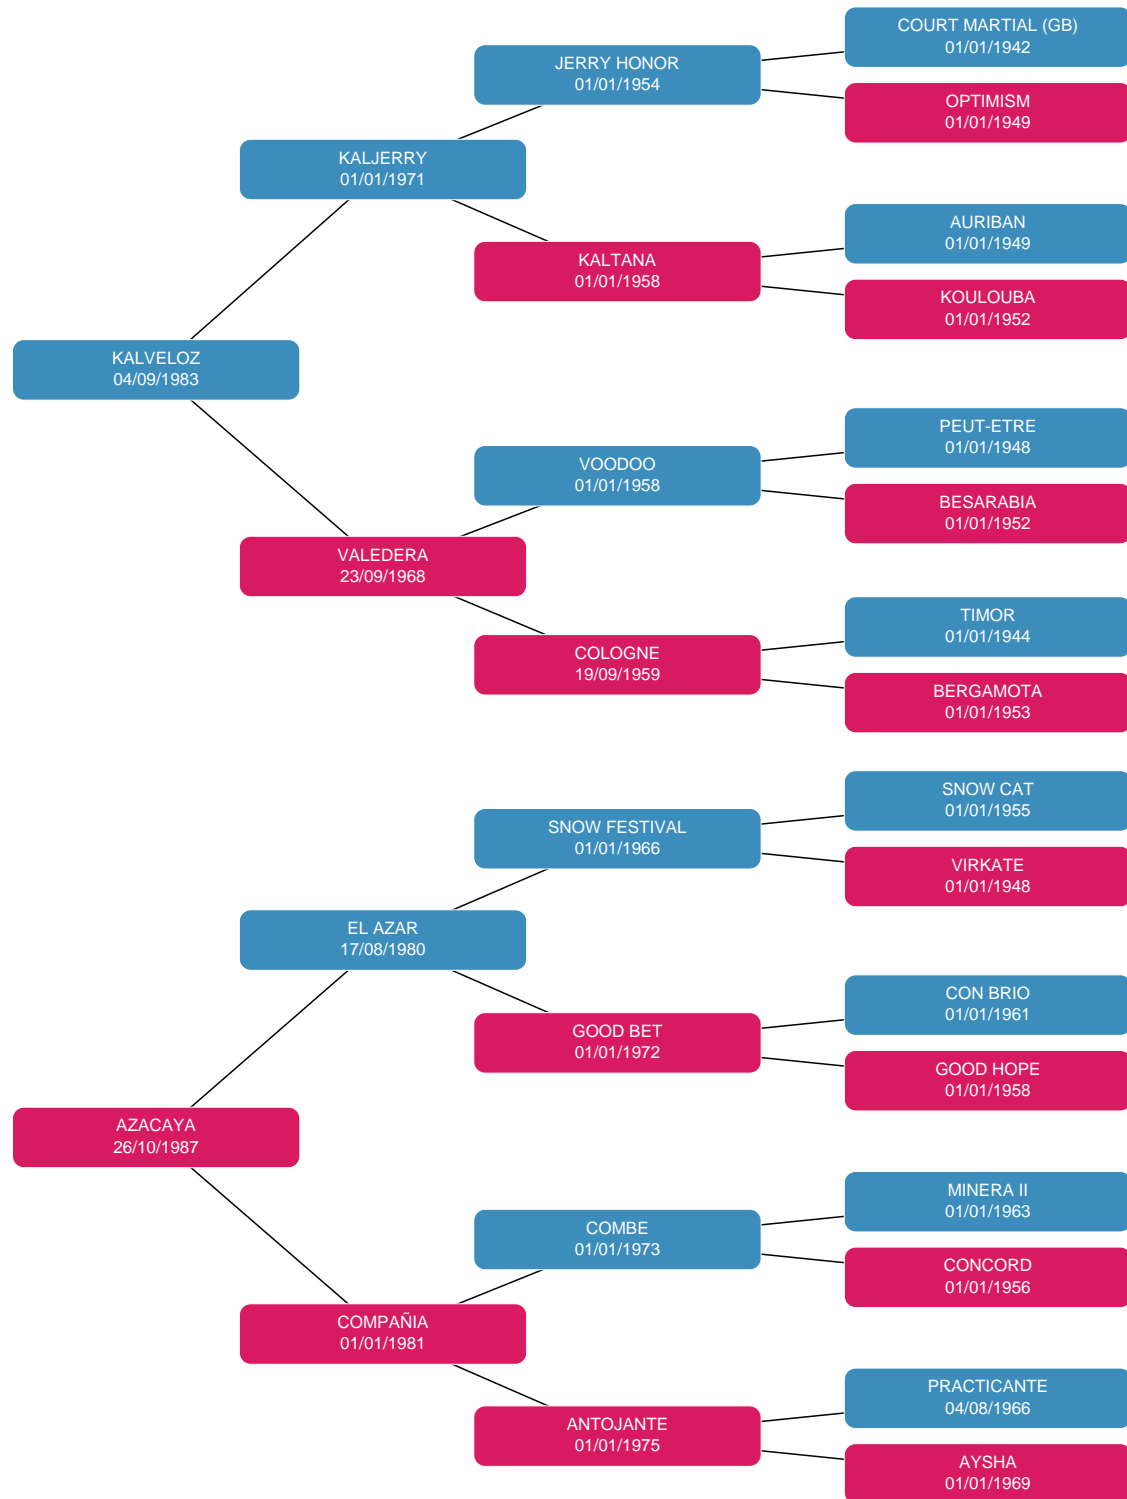 COURT MARTIAL (GB)
01/01/1942
JERRY HONOR
01/01/1954
OPTIMISM
01/01/1949
KALJERRY
01/01/1971
AURIBAN
01/01/1949
KALTANA
01/01/1958
KOULOUBA
01/01/1952
KALVELOZ
04/09/1983
PEUT-ETRE
01/01/1948
VOODOO
01/01/1958
BESARABIA
01/01/1952
VALEDERA
23/09/1968
TIMOR
01/01/1944
COLOGNE
19/09/1959
BERGAMOTA
01/01/1953
SNOW CAT
01/01/1955
SNOW FESTIVAL
01/01/1966
VIRKATE
01/01/1948
EL AZAR
17/08/1980
CON BRIO
01/01/1961
GOOD BET
01/01/1972
GOOD HOPE
01/01/1958
AZACAYA
26/10/1987
MINERA II
01/01/1963
COMBE
01/01/1973
CONCORD
01/01/1956
COMPAÑIA
01/01/1981
PRACTICANTE
04/08/1966
ANTOJANTE
01/01/1975
AYSHA
01/01/1969